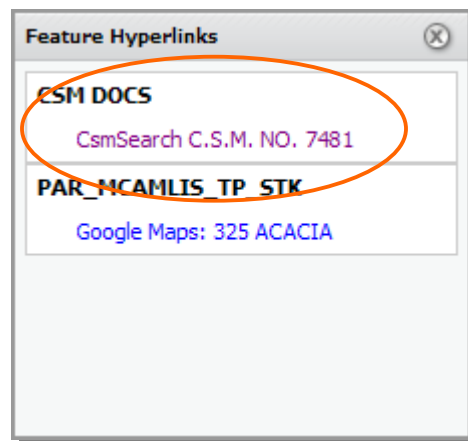 Feature Hyperlinks
CSM DOCS
CsmSearch C.S.M. NO. 7481
PAR_MCAMLIS_TP_STK
Google Maps: 325 ACACIA